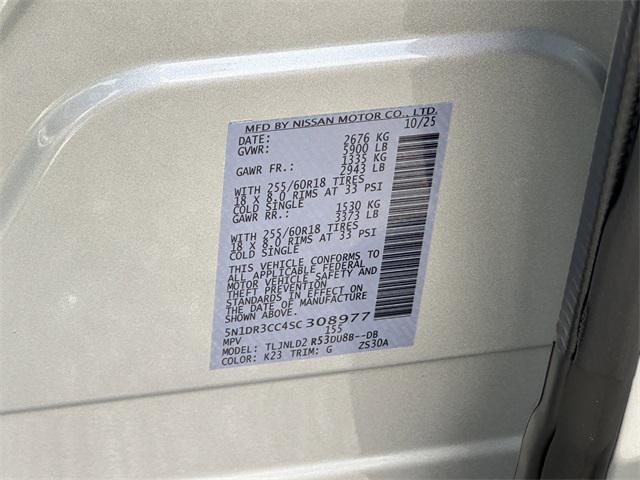 MFD BY NISSAN MOTOR CO., LTD.
DATE: 10/25
GVWR: 2676 KG
5900 LB
GAWR FR.: 1335 KG
2943 LB
WITH 255/60R18 TIRES
18 X 8.0 RIMS AT 33 PSI
COLD SINGLE
GAWR RR.: 1530 KG
3373 LB
WITH 255/60R18 TIRES
18 X 8.0 RIMS AT 33 PSI
COLD SINGLE
THIS VEHICLE CONFORMS TO
ALL APPLICABLE FEDERAL
MOTOR VEHICLE SAFETY AND
THEFT PREVENTION
STANDARDS IN EFFECT ON
THE DATE OF MANUFACTURE
SHOWN ABOVE.
5N1DR3CC4SC308977
MPV 155
MODEL: TLJNLD2 R53DU8B--DB
COLOR: K23 TRIM: G ZS30A